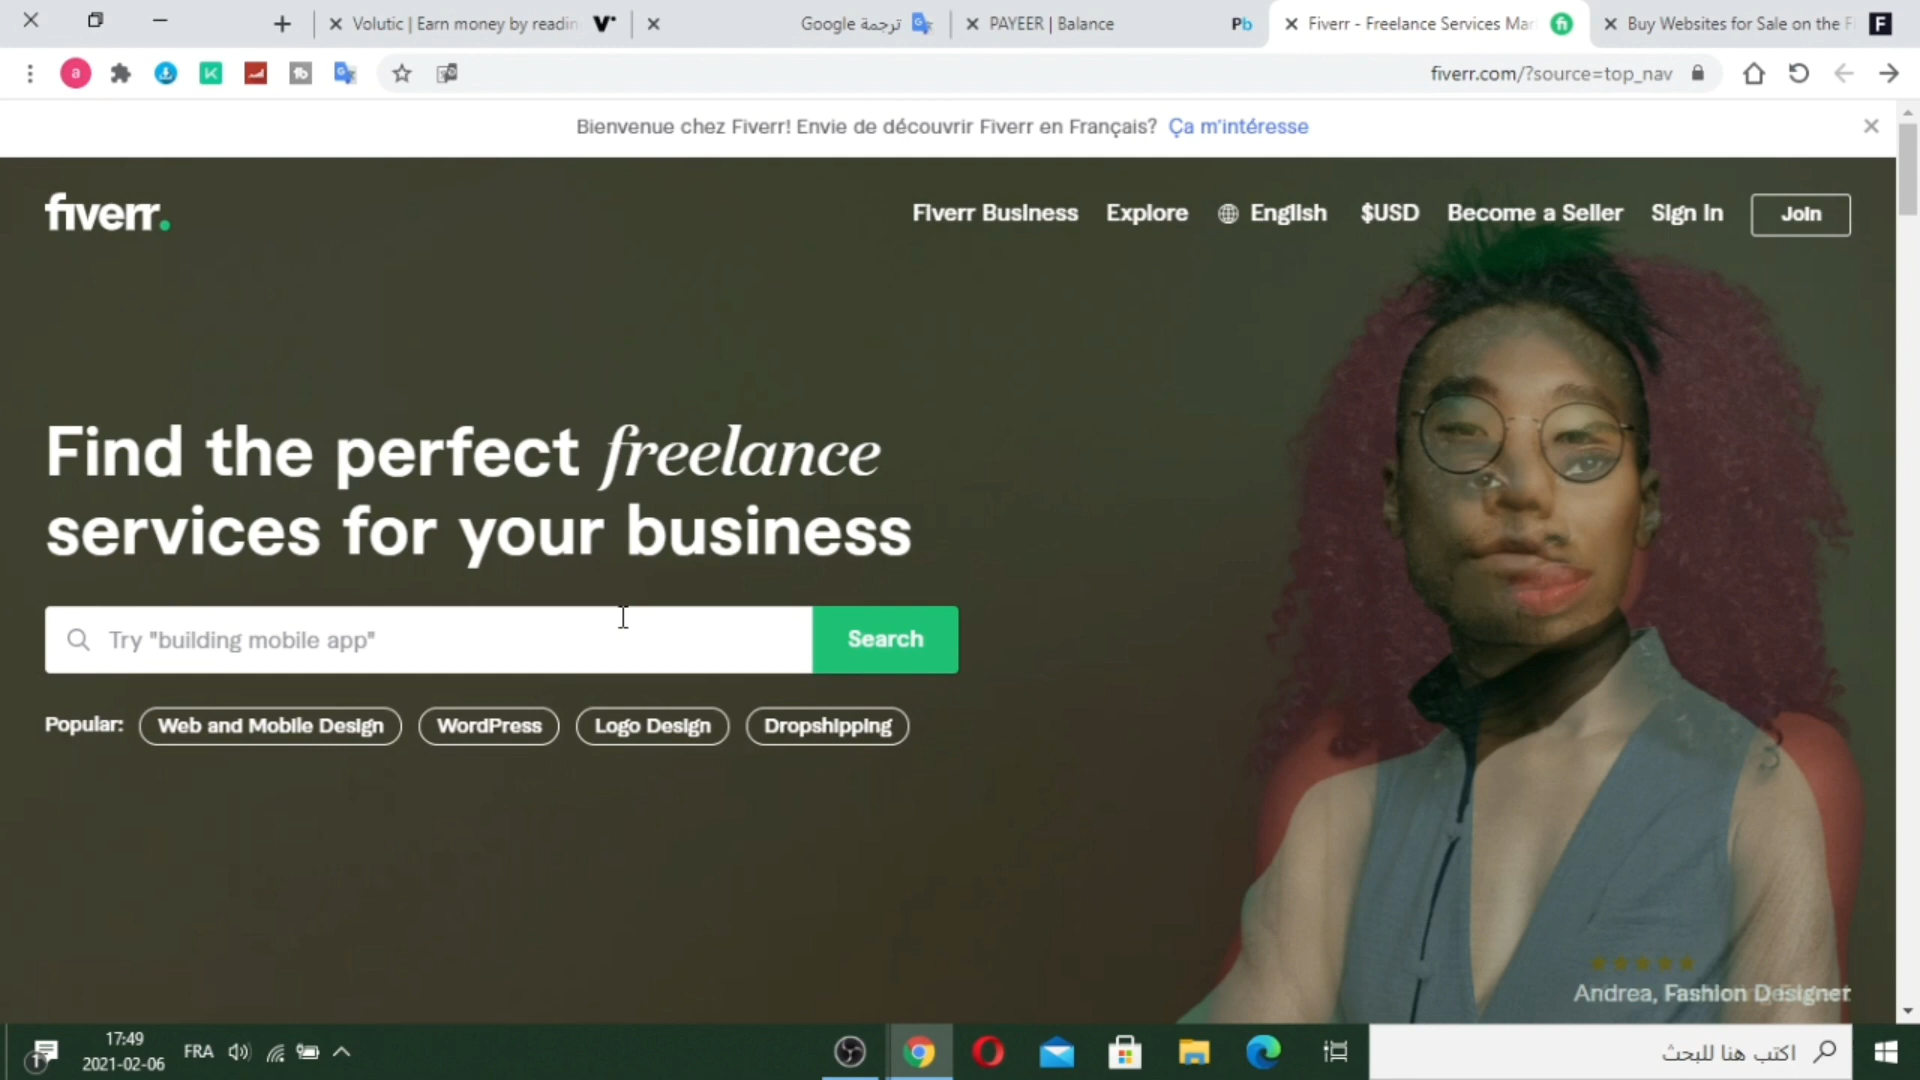 Volutic | Earn money by readin
ترجمة Google
PAYEER | Balance
Pb
Fiverr - Freelance Services Mar
Buy Websites for Sale on the F
F
a
fiverr.com/?source=top_nav
Bienvenue chez Fiverr! Envie de découvrir Fiverr en Français? Ça m'intéresse
fiverr.
Fiverr Business
Explore
English
$USD
Become a Seller
Sign In
Join
Find the perfect freelance
services for your business
Try "building mobile app"
Search
Popular:
Web and Mobile Design
WordPress
Logo Design
Dropshipping
Andrea, Fashion Designer
17:49
2021-02-06
FRA
1
اكتب هنا للبحث